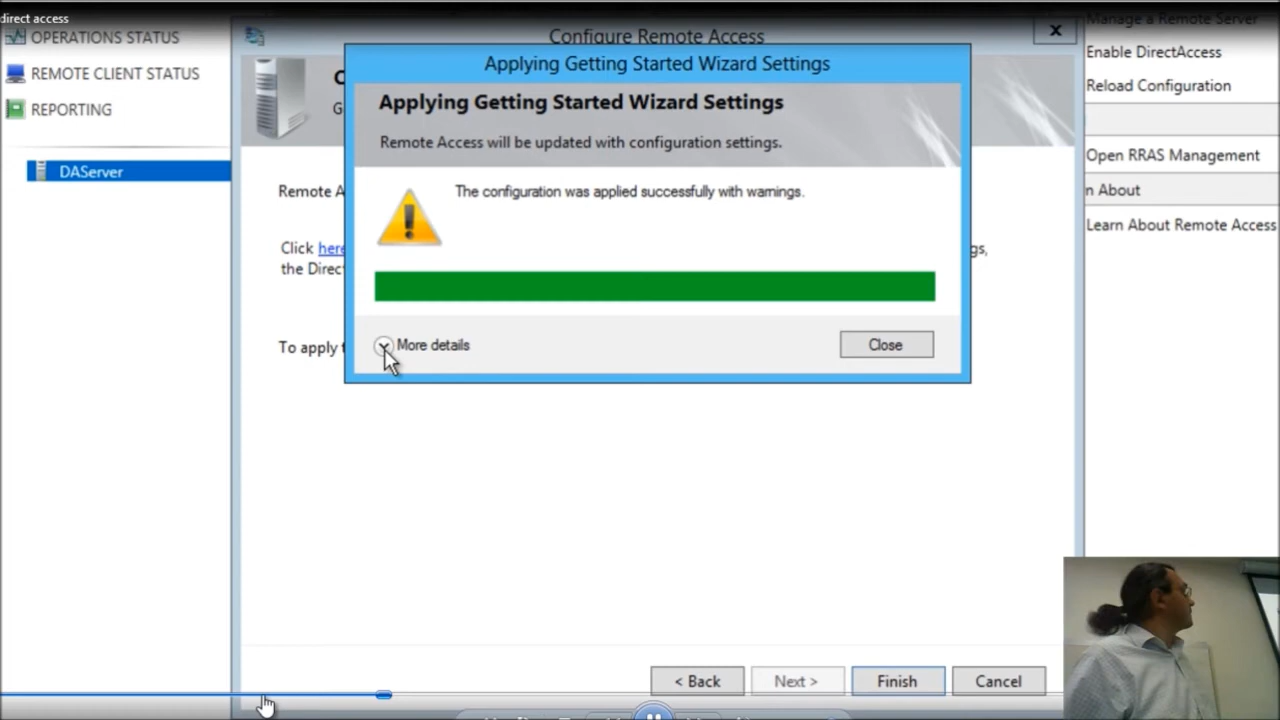 direct access
Manage a Remote Server
OPERATIONS STATUS
Configure Remote Access
Enable DirectAccess
Applying Getting Started Wizard Settings
REMOTE CLIENT STATUS
Reload Configuration
Applying Getting Started Wizard Settings
REPORTING
Remote Access will be updated with configuration settings.
Open RRAS Management
DAServer
n About
Remote A
The configuration was applied successfully with warnings.
Learn About Remote Access
Click here
gs,
the Direc
To apply
More details
Close
< Back
Next >
Finish
Cancel